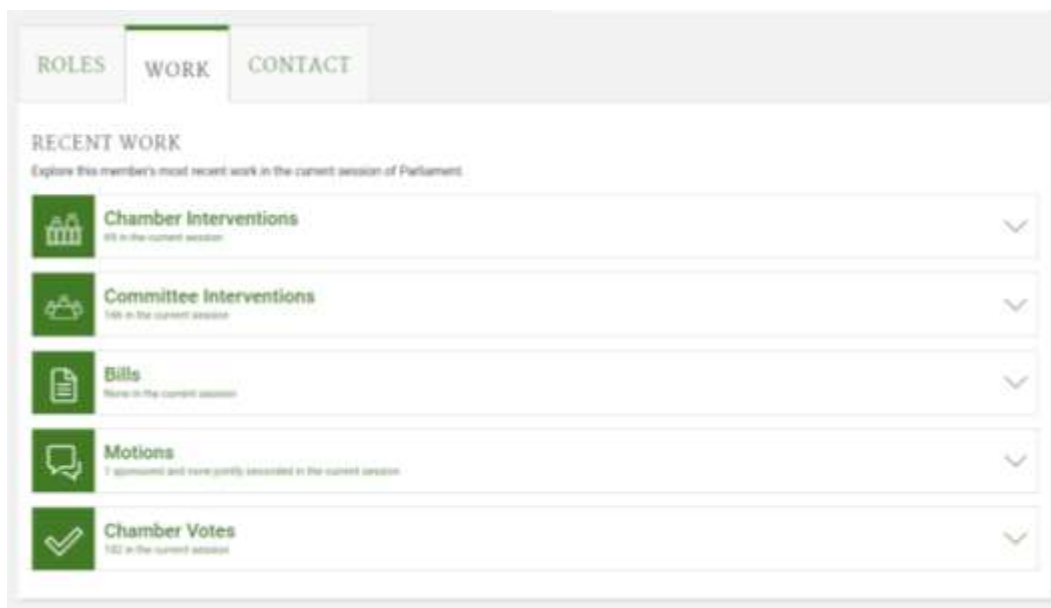 ROLES
WORK
CONTACT
RECENT WORK
Explore this member's most recent work in the current session of Parliament.
Chamber Interventions
in the current session
Committee Interventions
in the current session
Bills
None in the current session
Motions
1 sponsored and none jointly seconded in the current session
Chamber Votes
in the current session